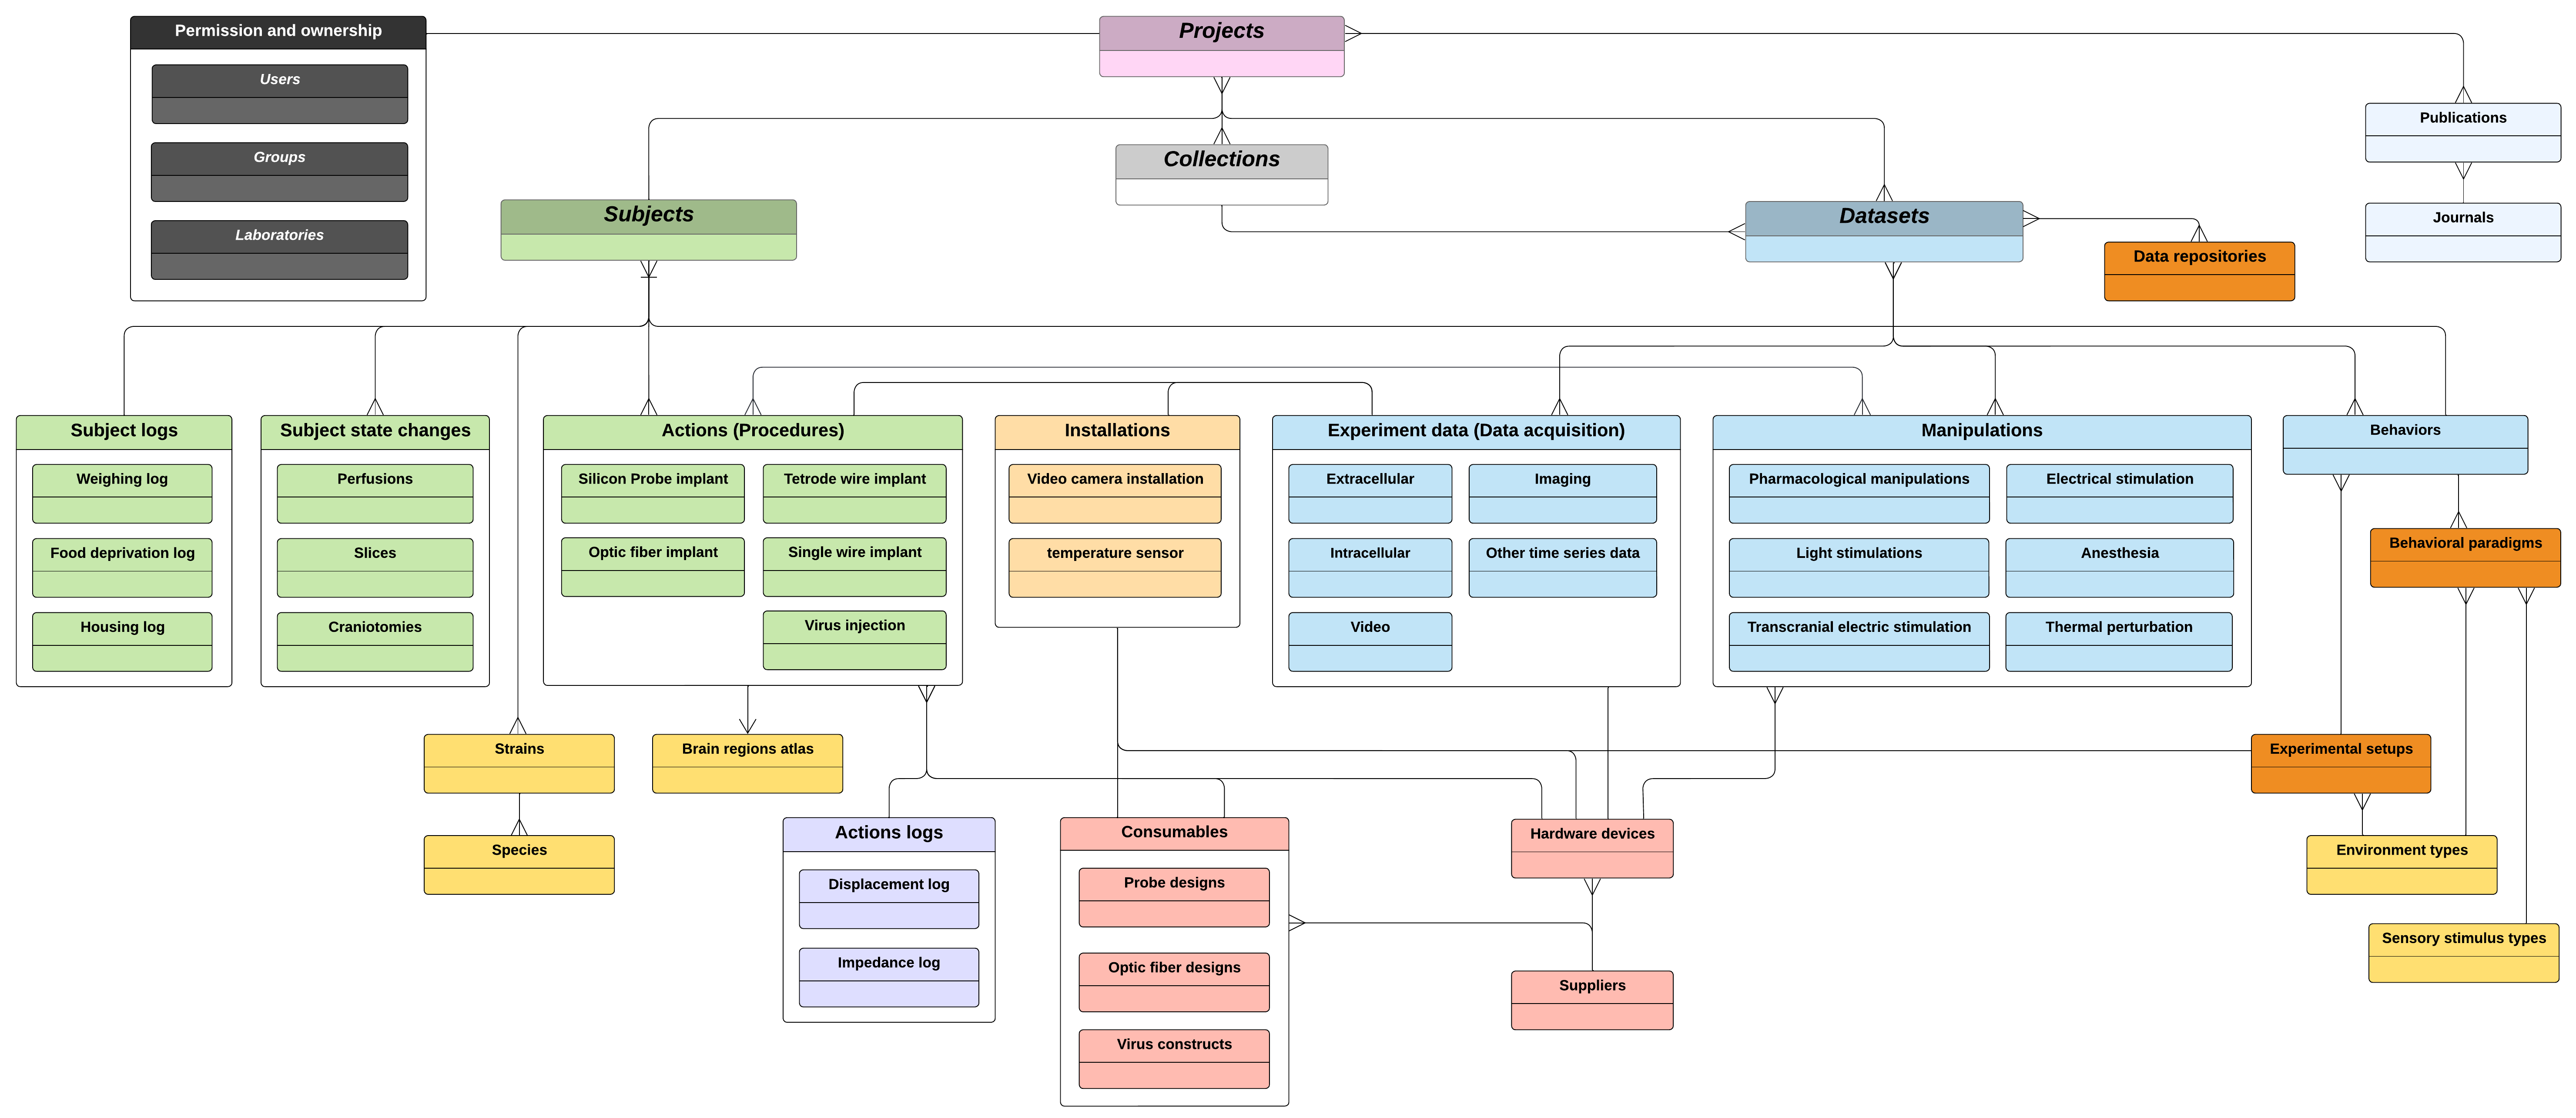 Permission and ownership
Users
Groups
Laboratories
Projects
Collections
Subjects
Datasets
Data repositories
Publications
Journals
Subject logs
Weighing log
Food deprivation log
Housing log
Subject state changes
Perfusions
Slices
Craniotomies
Actions (Procedures)
Silicon Probe implant
Tetrode wire implant
Optic fiber implant
Single wire implant
Virus injection
Installations
Video camera installation
temperature sensor
Experiment data (Data acquisition)
Extracellular
Imaging
Intracellular
Other time series data
Video
Manipulations
Pharmacological manipulations
Electrical stimulation
Light stimulations
Anesthesia
Transcranial electric stimulation
Thermal perturbation
Behaviors
Behavioral paradigms
Strains
Species
Brain regions atlas
Experimental setups
Environment types
Sensory stimulus types
Actions logs
Displacement log
Impedance log
Consumables
Probe designs
Optic fiber designs
Virus constructs
Hardware devices
Suppliers